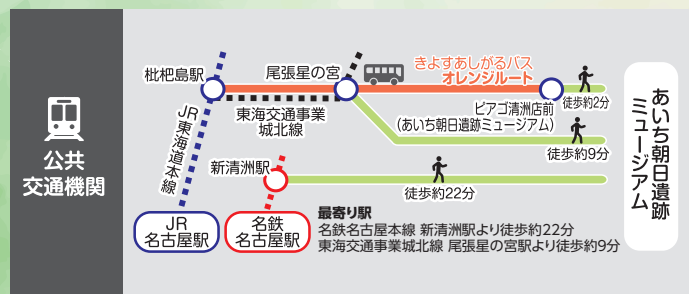 公共
交通機関
枇杷島駅
尾張星の宮
きよすあしがるバス
オレンジルート
東海交通事業
城北線
JR東海道本線
ピアゴ清洲店前
(あいち朝日遺跡ミュージアム)
徒歩約2分
徒歩約9分
新清洲駅
徒歩約22分
あいち朝日遺跡
ミュージアム
JR
名古屋駅
名鉄
名古屋駅
最寄り駅
名鉄名古屋本線 新清洲駅より徒歩約22分
東海交通事業城北線 尾張星の宮駅より徒歩約9分